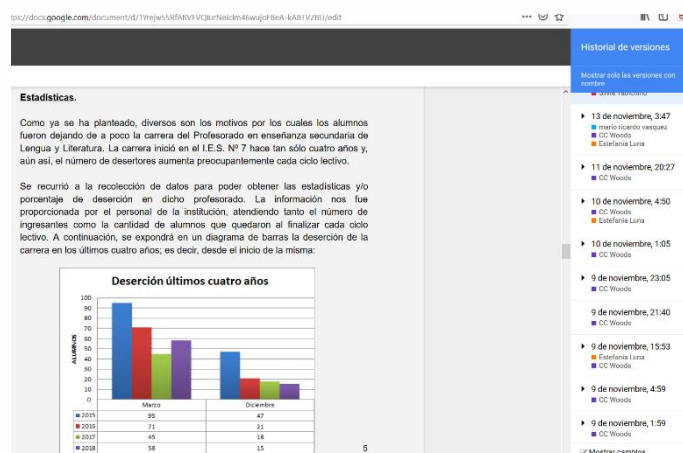 Historial de versiones
Mostrar solo las versiones con
nombre
Estadísticas.
Como ya se ha planteado, diversos son los motivos por los cuales los alumnos
fueron dejando de a poco la carrera del Profesorado en enseñanza secundaria de
Lengua y Literatura. La carrera inició en el I.E.S. Nº 7 hace tan sólo cuatro años y,
aún así, el número de desertores aumenta preocupantemente cada ciclo lectivo.
Se recurrió a la recolección de datos para poder obtener las estadísticas y/o
porcentaje de deserción en dicho profesorado. La información nos fue
proporcionada por el personal de la institución, atendiendo tanto el número de
ingresantes como la cantidad de alumnos que quedaron al finalizar cada ciclo
lectivo. A continuación, se expondrá en un diagrama de barras la deserción de la
carrera en los últimos cuatro años; es decir, desde el inicio de la misma:
Deserción últimos cuatro años
100
90
80
70
60
50
40
30
20
10
0
ALUMNOS
Marzo Diciembre
2015 95 47
2016 71 21
2017 45 18
2018 58 15
5
13 de noviembre, 3:47
mario ricardo vasquez
CC Woods
Estefania Luna
11 de noviembre, 20:27
CC Woods
10 de noviembre, 4:50
CC Woods
Estefania Luna
10 de noviembre, 1:05
CC Woods
9 de noviembre, 23:05
CC Woods
9 de noviembre, 21:40
CC Woods
9 de noviembre, 15:53
Estefania Luna
CC Woods
9 de noviembre, 4:59
CC Woods
9 de noviembre, 1:59
CC Woods
Mostrar cambios